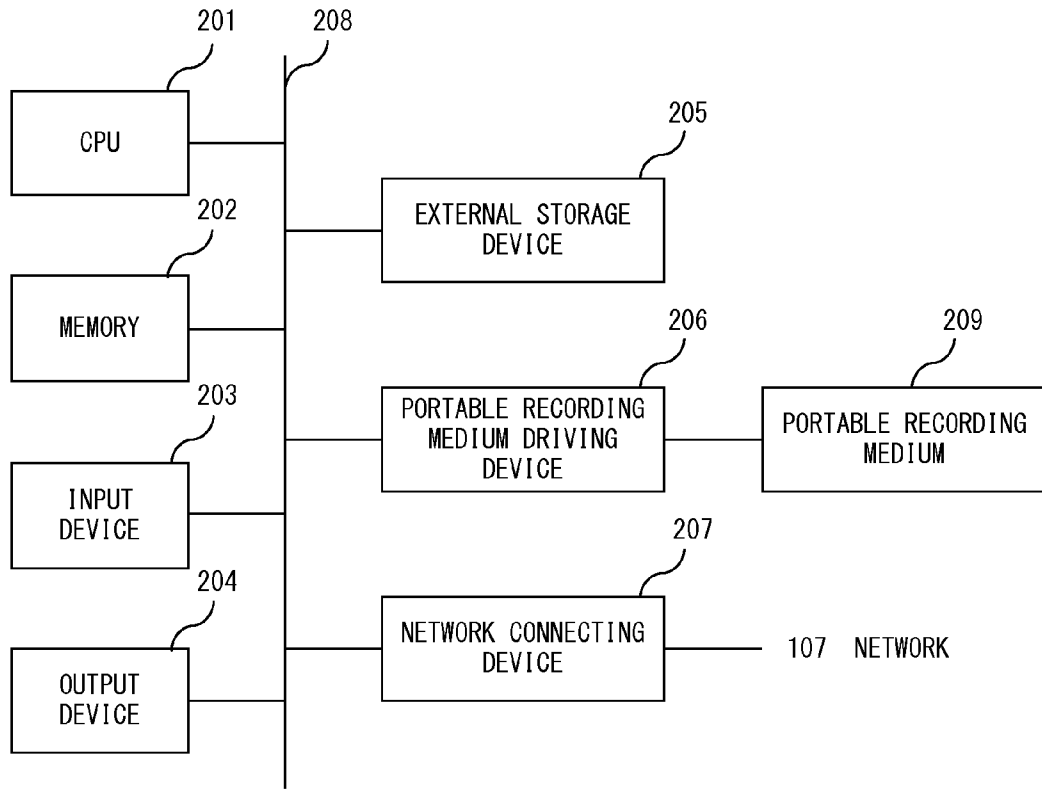 201
208
CPU
205
EXTERNAL STORAGE
DEVICE
202
MEMORY
206
209
PORTABLE RECORDING
MEDIUM DRIVING
DEVICE
PORTABLE RECORDING
MEDIUM
203
INPUT
DEVICE
207
NETWORK CONNECTING
DEVICE
107 NETWORK
204
OUTPUT
DEVICE